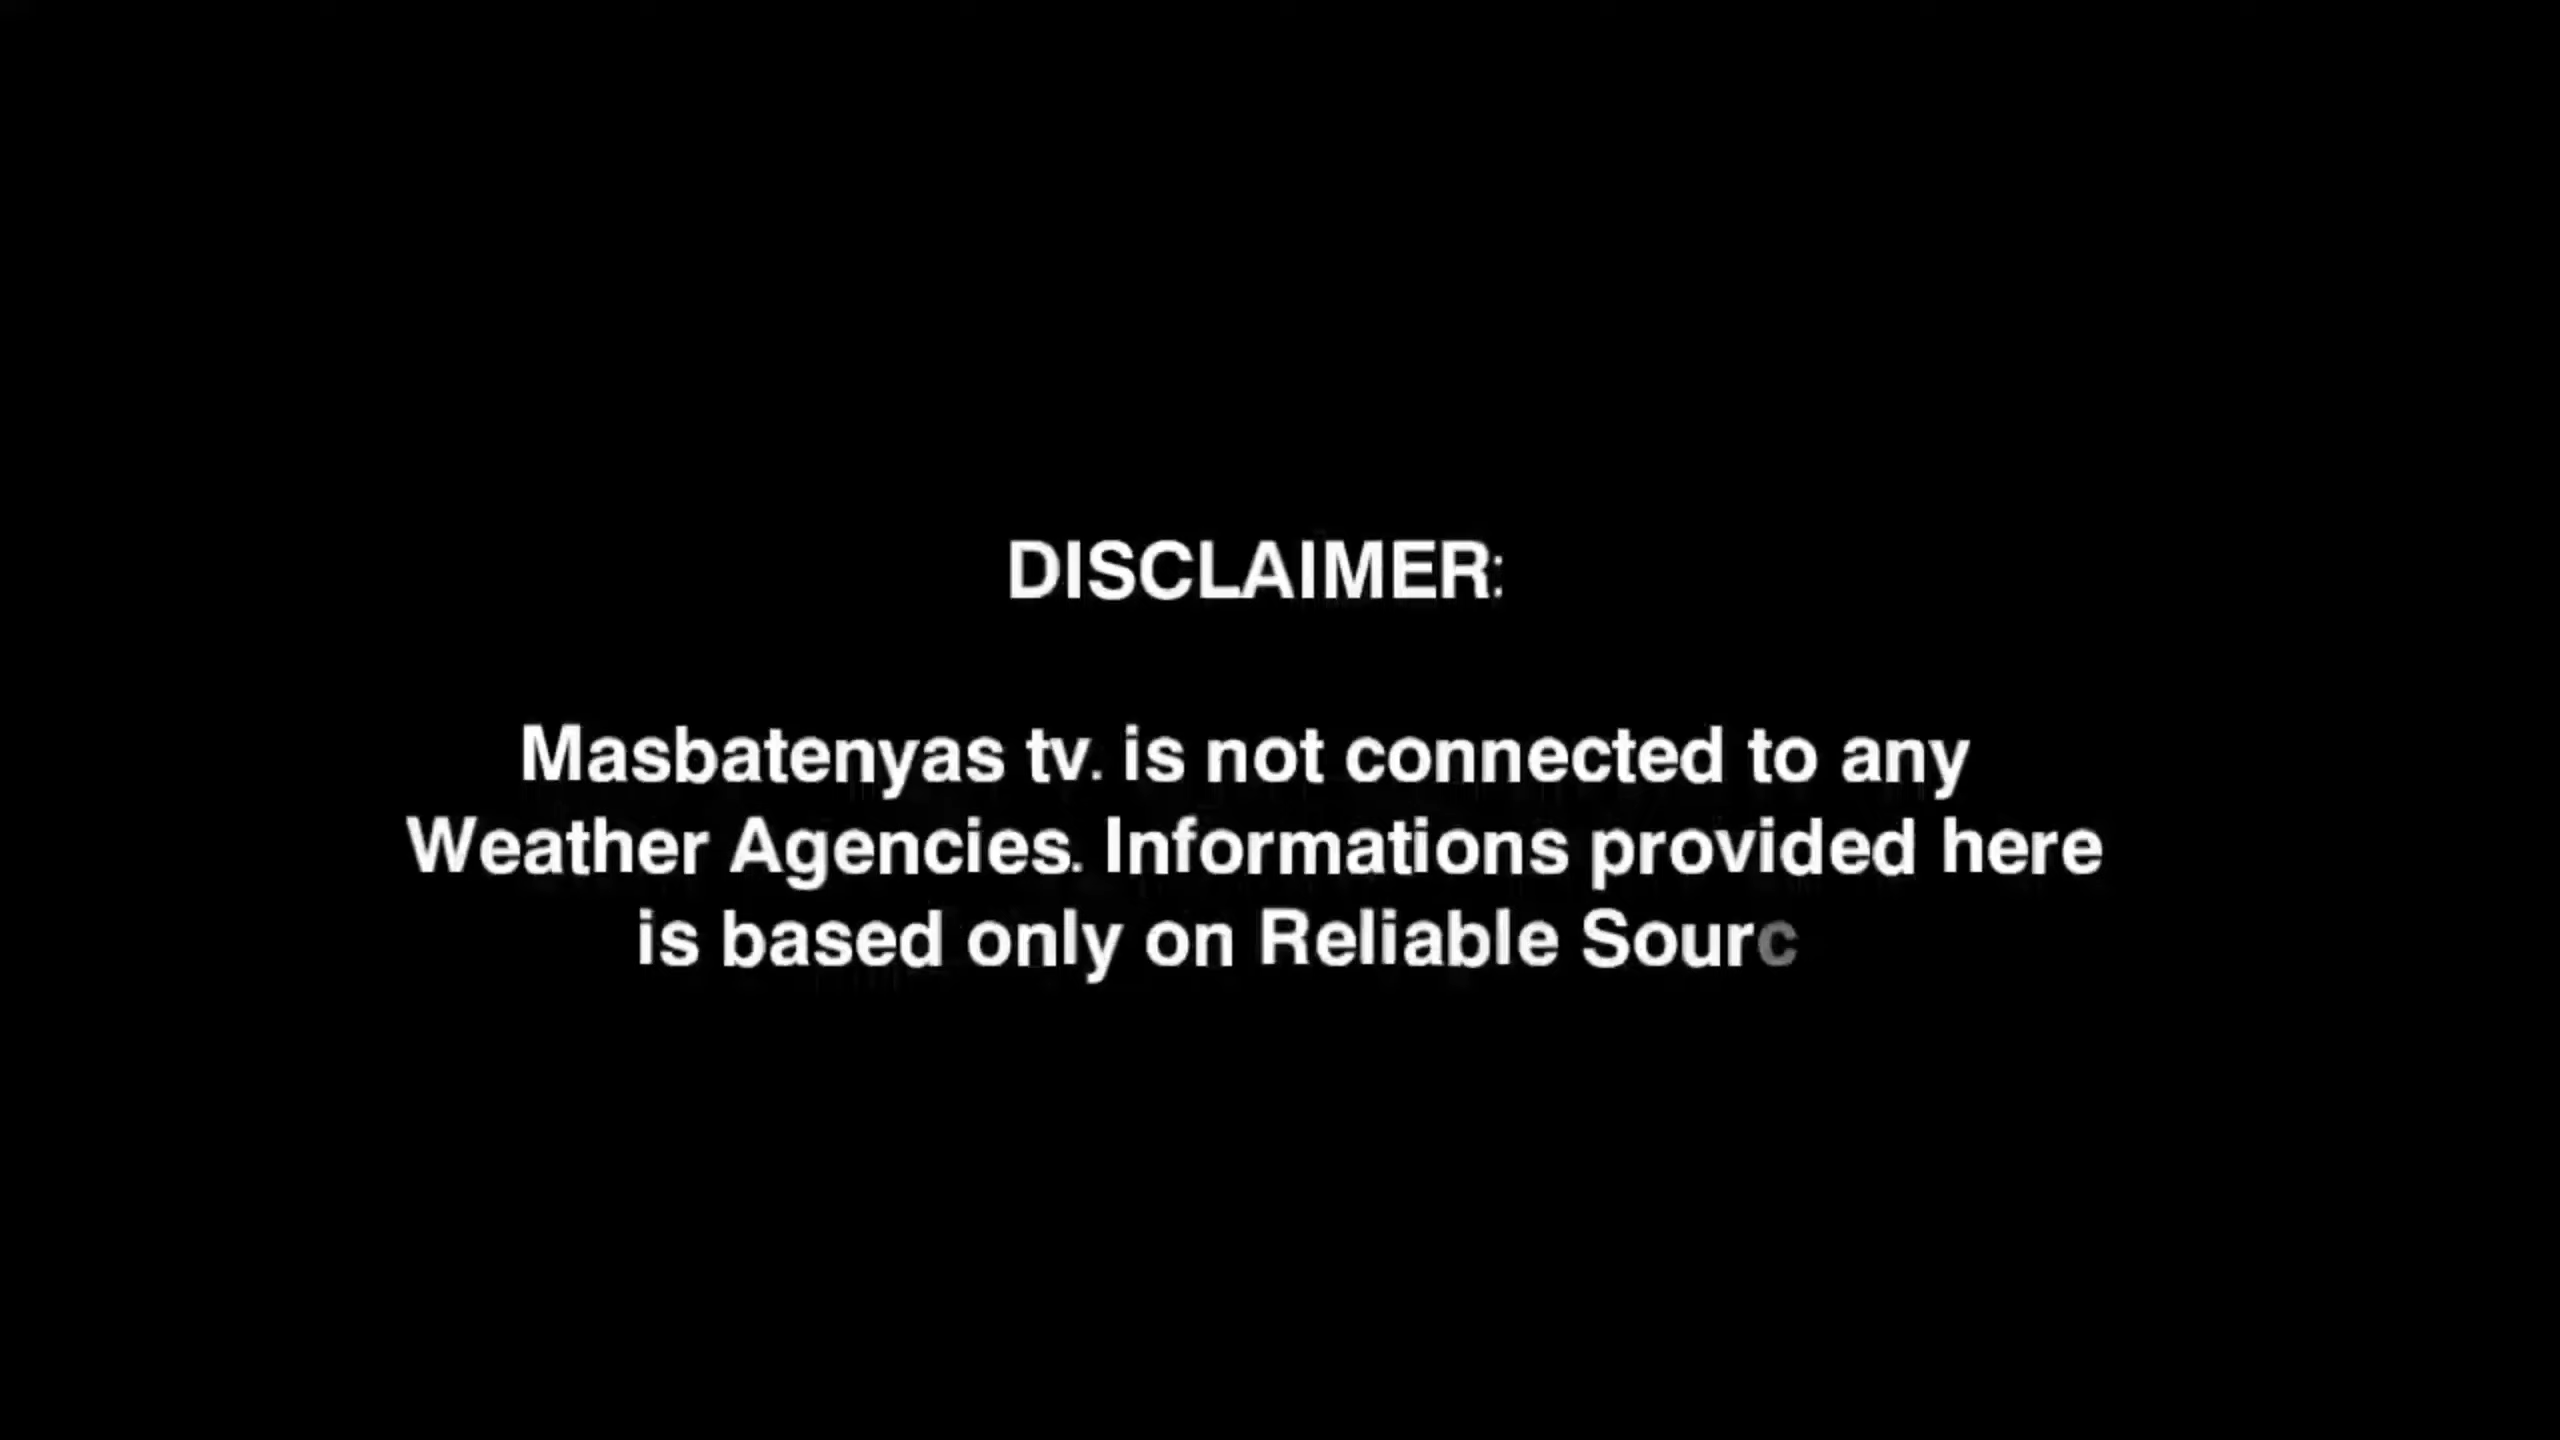 DISCLAIMER:
Masbatenyas tv. is not connected to any
Weather Agencies. Informations provided here
is based only on Reliable Sourc